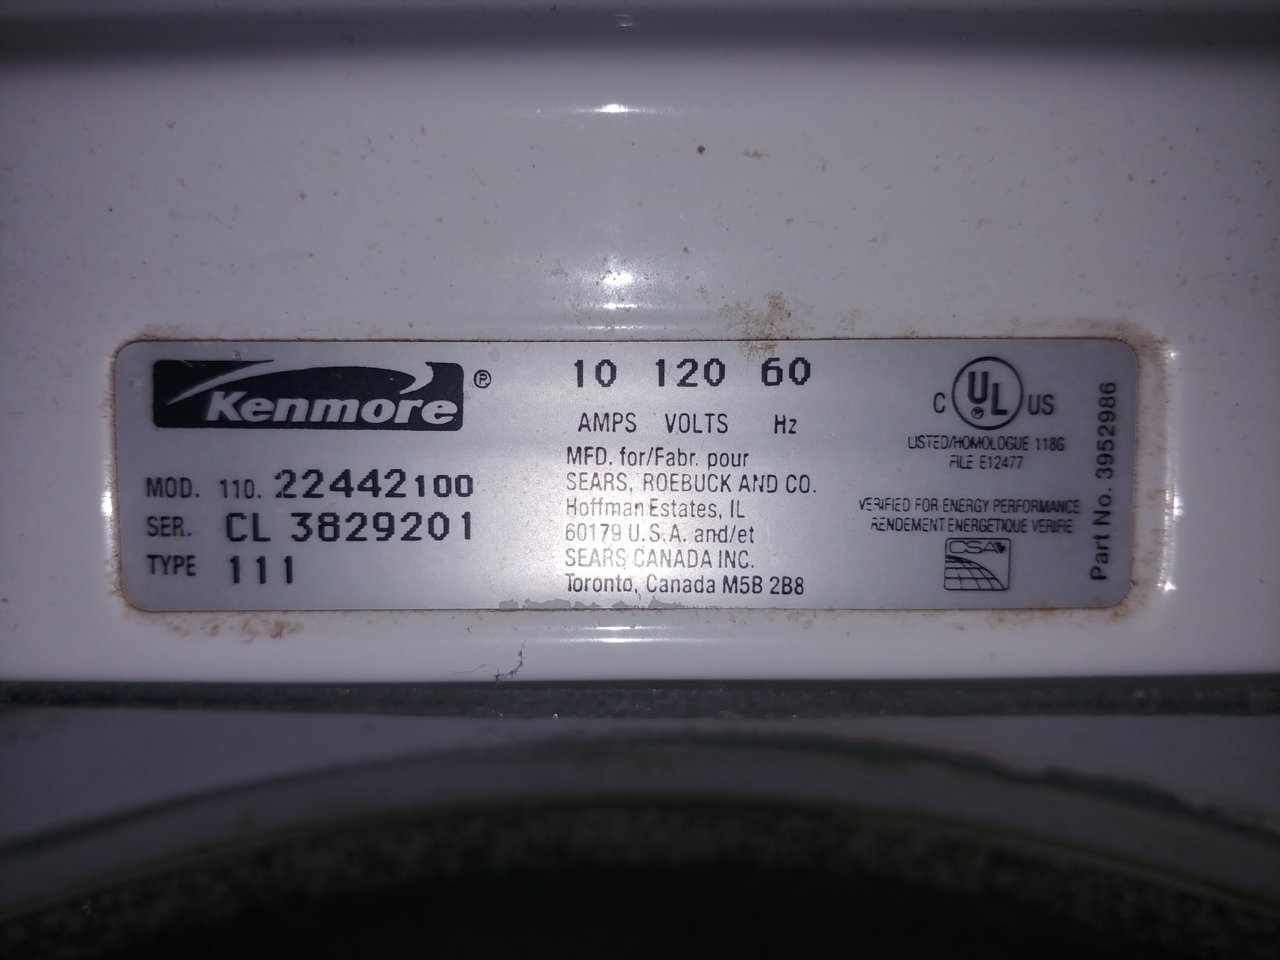 Kenmore ®
MOD. 110. 22442100
SER. CL 3829201
TYPE 111
10 120 60
AMPS VOLTS Hz
MFD. for/Fabr. pour
SEARS, ROEBUCK AND CO.
Hoffman Estates, IL
60179 U.S.A. and/et
SEARS CANADA INC.
Toronto, Canada M5B 2B8
C UL ® US
LISTED/HOMOLOGUE 118G
FILE E12477
VERIFIED FOR ENERGY PERFORMANCE
RENDEMENT ENERGETIQUE VERIFIE
CSA
Part No. 3952986